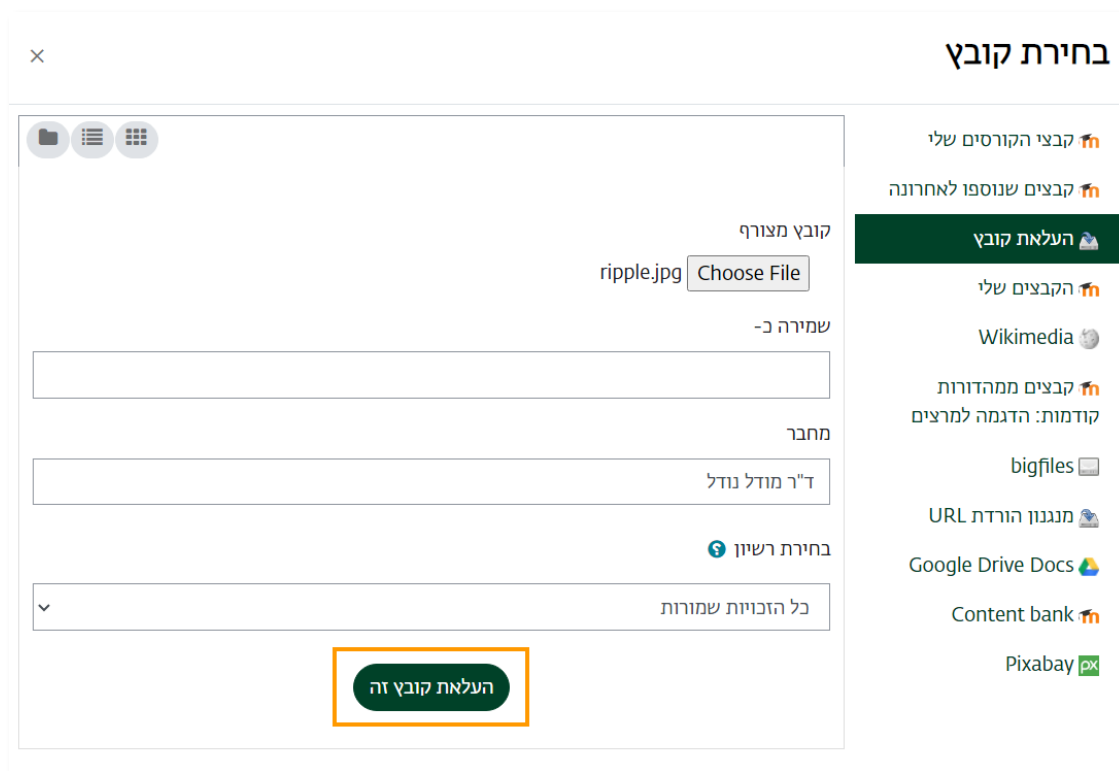 בחירת קובץ
קבצי הקורסים שלי
קבצים שנוספו לאחרונה
העלאת קובץ
הקבצים שלי
Wikimedia
קבצים ממהדורות
קודמות: הדגמה למרצים
bigfiles
מנגנון הורדת URL
Google Drive Docs
Content bank
Pixabay
קובץ מצורף
Choose File ripple.jpg
שמירה כ-
מחבר
ד"ר מודל נודל
בחירת רשיון
כל הזכויות שמורות
העלאת קובץ זה